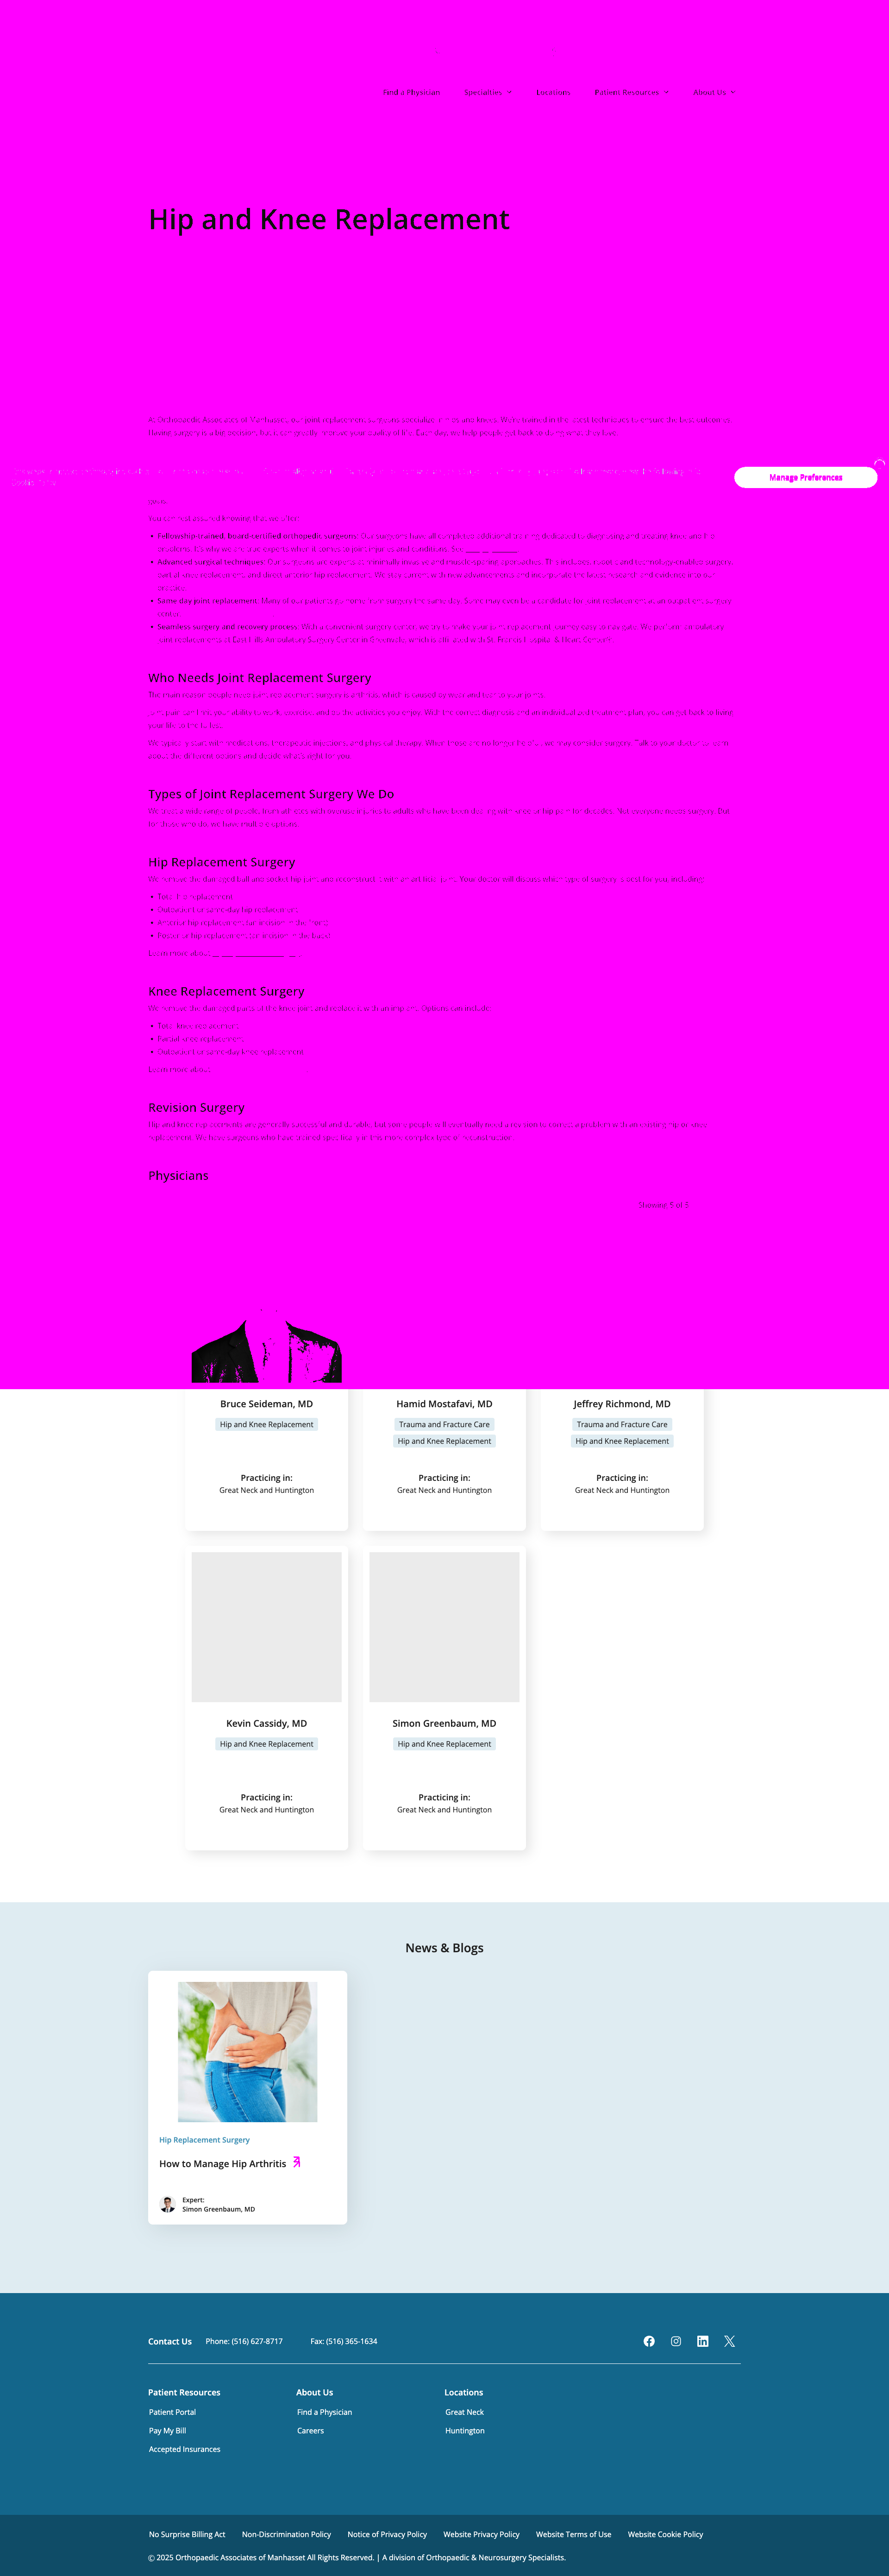 Find a Physician
Specialties
Locations
Patient Resources
About Us
Hip and Knee Replacement
At Orthopaedic Associates of Manhasset, our joint replacement surgeons specialize in hips and knees. We're trained in the latest techniques to ensure the best outcomes.
Having surgery is a big decision, but it can greatly improve your quality of life. Each day, we help people get back to doing what they love.
Manage Preferences
You can rest assured knowing that we offer:
• Fellowship-trained, board-certified orthopedic surgeons: Our surgeons have all completed additional training dedicated to diagnosing and treating knee and hip
problems. It's why we are true experts when it comes to joint injuries and conditions. See
• Advanced surgical techniques: Our surgeons are experts at minimally invasive and muscle-sparing approaches. This includes robotic and technology-enabled surgery,
partial knee replacement, and direct anterior hip replacement. We stay current with new advancements and incorporate the latest research and evidence into our
practice.
• Same day joint replacement: Many of our patients go home from surgery the same day. Some may even be a candidate for joint replacement at an outpatient surgery
center.
• Seamless surgery and recovery process: With a convenient surgery center, we try to make your joint replacement journey easy to navigate. We perform ambulatory
joint replacements at East Hills Ambulatory Surgery Center in Greenvale, which is affiliated with St. Francis Hospital & Heart Center®.
Who Needs Joint Replacement Surgery
The main reason people need joint replacement surgery is arthritis, which is caused by wear and tear to your joints.
Joint pain can limit your ability to work, exercise, and do the activities you enjoy. With the correct diagnosis and an individualized treatment plan, you can get back to living
your life to the fullest.
We typically start with medications, therapeutic injections, and physical therapy. When those are no longer helpful, we may consider surgery. Talk to your doctor to learn
about the different options and decide what's right for you.
Types of Joint Replacement Surgery We Do
We treat a wide range of people, from athletes with overuse injuries to adults who have been dealing with knee or hip pain for decades. Not everyone needs surgery. But
for those who do, we have multiple options.
Hip Replacement Surgery
We remove the damaged ball and socket hip joint and reconstruct it with an artificial joint. Your doctor will discuss which type of surgery is best for you, including:
• Total hip replacement
• Outpatient or same-day hip replacement
• Anterior hip replacement (an incision in the front)
• Posterior hip replacement (an incision in the back)
Learn more about
Knee Replacement Surgery
We remove the damaged parts of the knee joint and replace it with an implant. Options can include:
• Total knee replacement
• Partial knee replacement
• Outpatient or same-day knee replacement
Learn more about
Revision Surgery
Hip and knee replacements are generally successful and durable, but some people will eventually need a revision to correct a problem with an existing hip or knee
replacement. We have surgeons who have trained specifically in this more complex type of reconstruction.
Physicians
Showing 5 of 5
Bruce Seideman, MD
Hip and Knee Replacement
Practicing in:
Great Neck and Huntington
Hamid Mostafavi, MD
Trauma and Fracture Care
Hip and Knee Replacement
Practicing in:
Great Neck and Huntington
Jeffrey Richmond, MD
Trauma and Fracture Care
Hip and Knee Replacement
Practicing in:
Great Neck and Huntington
Kevin Cassidy, MD
Hip and Knee Replacement
Practicing in:
Great Neck and Huntington
Simon Greenbaum, MD
Hip and Knee Replacement
Practicing in:
Great Neck and Huntington
News & Blogs
Hip Replacement Surgery
How to Manage Hip Arthritis
Expert:
Simon Greenbaum, MD
Contact Us
Phone: (516) 627-8717
Fax: (516) 365-1634
Patient Resources
Patient Portal
Pay My Bill
Accepted Insurances
About Us
Find a Physician
Careers
Locations
Great Neck
Huntington
No Surprise Billing Act
Non-Discrimination Policy
Notice of Privacy Policy
Website Privacy Policy
Website Terms of Use
Website Cookie Policy
© 2025 Orthopaedic Associates of Manhasset All Rights Reserved. | A division of Orthopaedic & Neurosurgery Specialists.